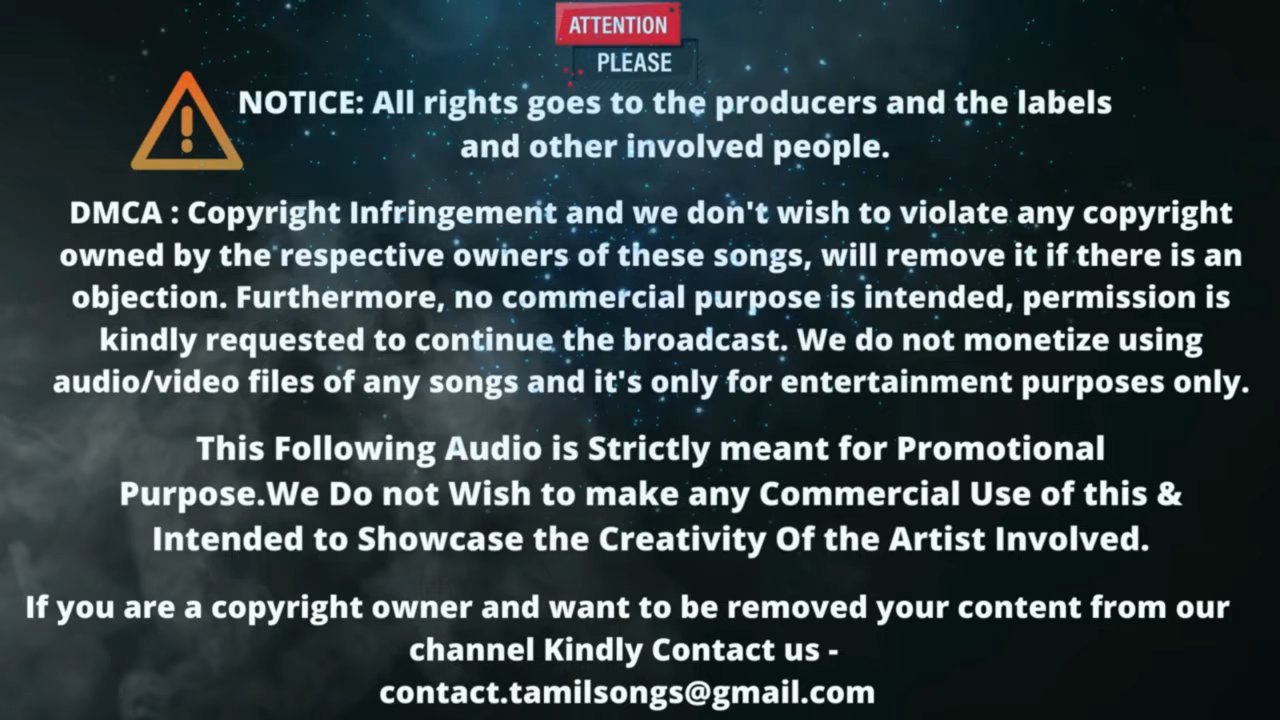 ATTENTION
PLEASE
NOTICE: All rights goes to the producers and the labels
and other involved people.
DMCA : Copyright Infringement and we don't wish to violate any copyright
owned by the respective owners of these songs, will remove it if there is an
objection. Furthermore, no commercial purpose is intended, permission is
kindly requested to continue the broadcast. We do not monetize using
audio/video files of any songs and it's only for entertainment purposes only.
This Following Audio is Strictly meant for Promotional
Purpose.We Do not Wish to make any Commercial Use of this &
Intended to Showcase the Creativity Of the Artist Involved.
If you are a copyright owner and want to be removed your content from our
channel Kindly Contact us -
contact.tamilsongs@gmail.com